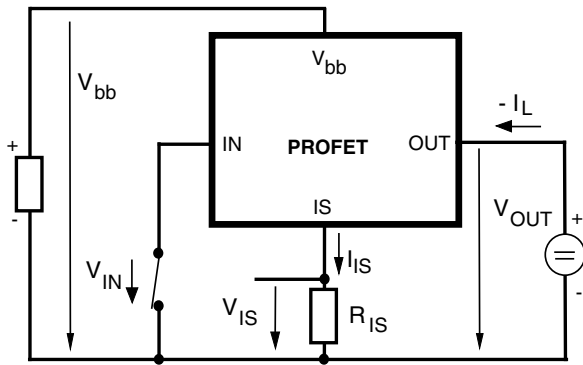 V_bb
V_bb
- I_L
+
IN
PROFET
OUT
IS
-
V_OUT
+
V_IN
I_IS
-
V_IS
R_IS